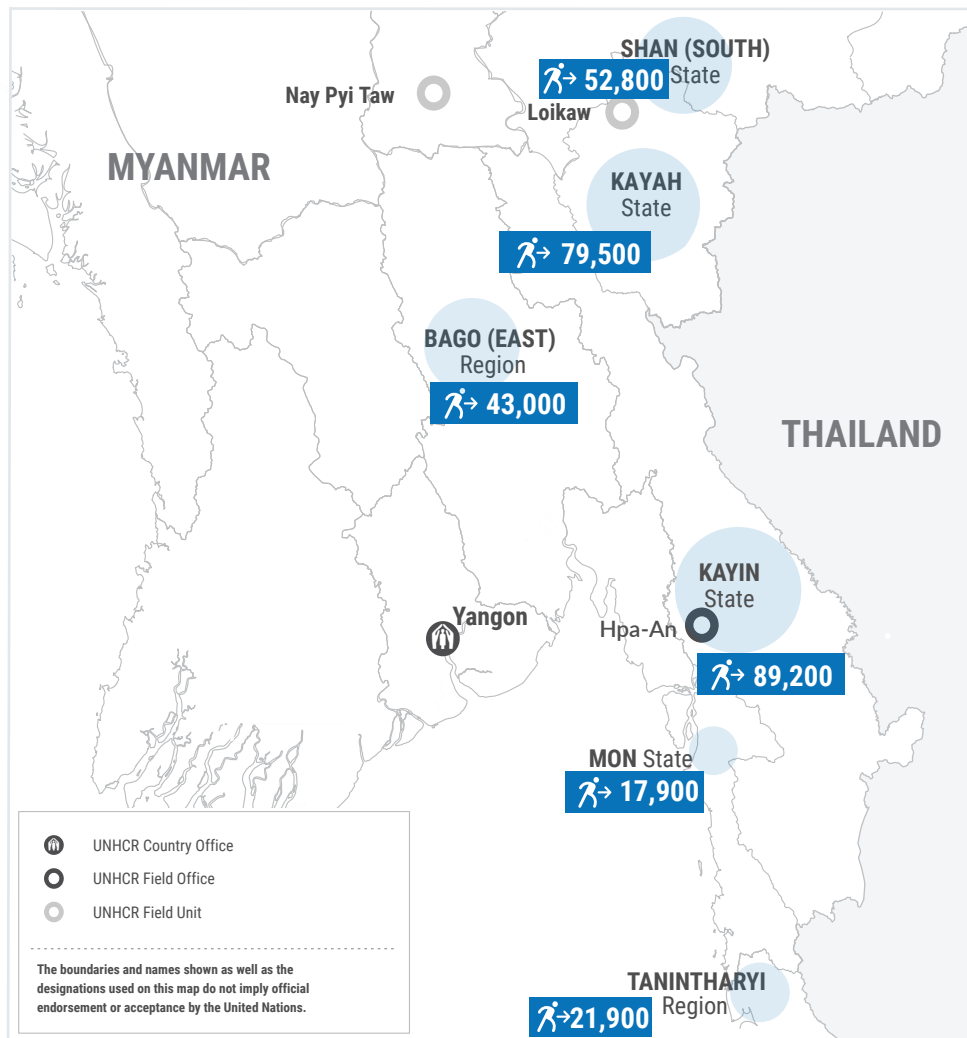 SHAN (SOUTH)
State
52,800
Nay Pyi Taw
Loikaw
MYANMAR
KAYAH
State
79,500
BAGO (EAST)
Region
43,000
THAILAND
KAYIN
State
Yangon
Hpa-An
89,200
MON State
17,900
UNHCR Country Office
UNHCR Field Office
UNHCR Field Unit
The boundaries and names shown as well as the
designations used on this map do not imply official
endorsement or acceptance by the United Nations.
TANINTHARYI
Region
21,900